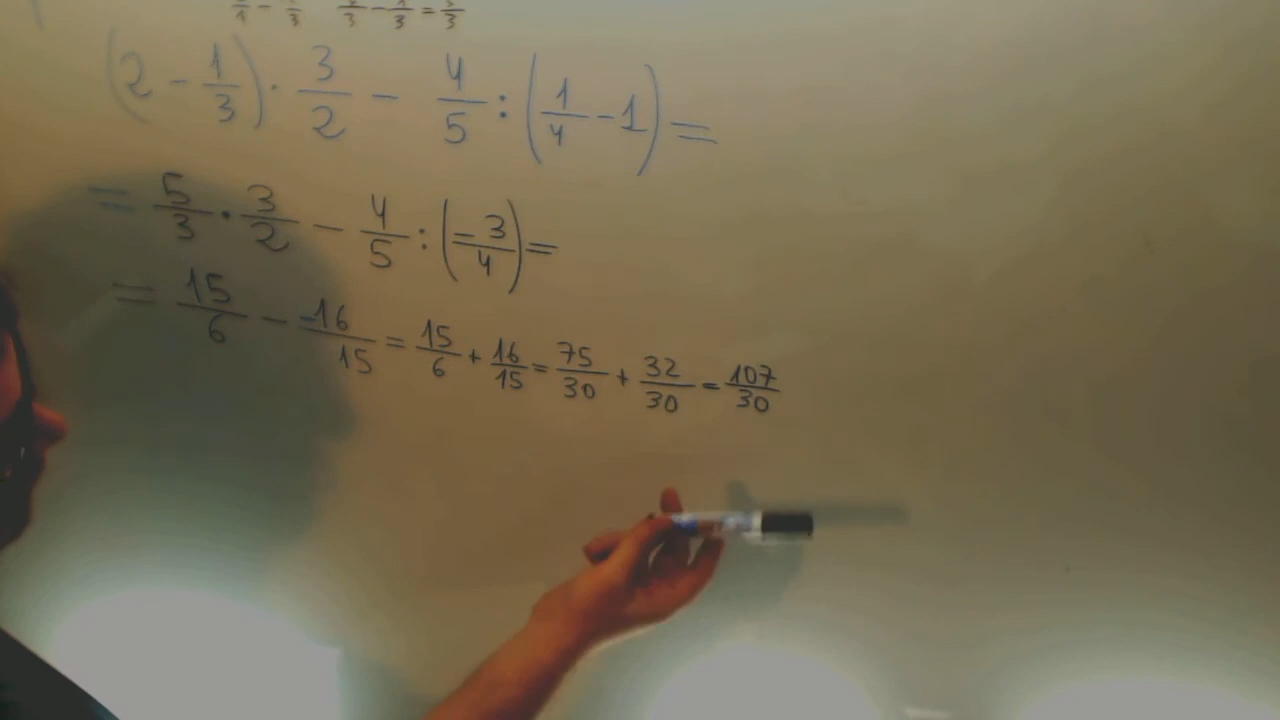 (2 - 1/3) · 3/2 - 4/5 : (1/4 - 1) =
= 5/3 · 3/2 - 4/5 : (-3/4) =
= 15/6 - -16/15 = 15/6 + 16/15 = 75/30 + 32/30 = 107/30